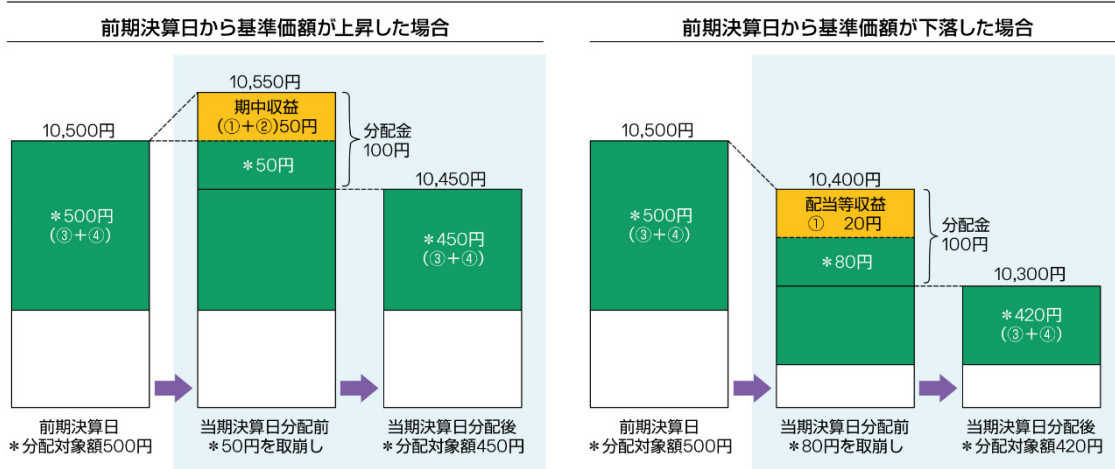 前期決算日から基準価額が上昇した場合
10,550円
期中収益
(①+②)50円
分配金
100円
10,500円
*50円
10,450円
*500円
(③+④)
*450円
(③+④)
前期決算日
*分配対象額500円
当期決算日分配前
*50円を取崩し
当期決算日分配後
*分配対象額450円
前期決算日から基準価額が下落した場合
10,500円
10,400円
配当等収益
① 20円
分配金
100円
*500円
(③+④)
*80円
10,300円
*420円
(③+④)
前期決算日
*分配対象額500円
当期決算日分配前
*80円を取崩し
当期決算日分配後
*分配対象額420円